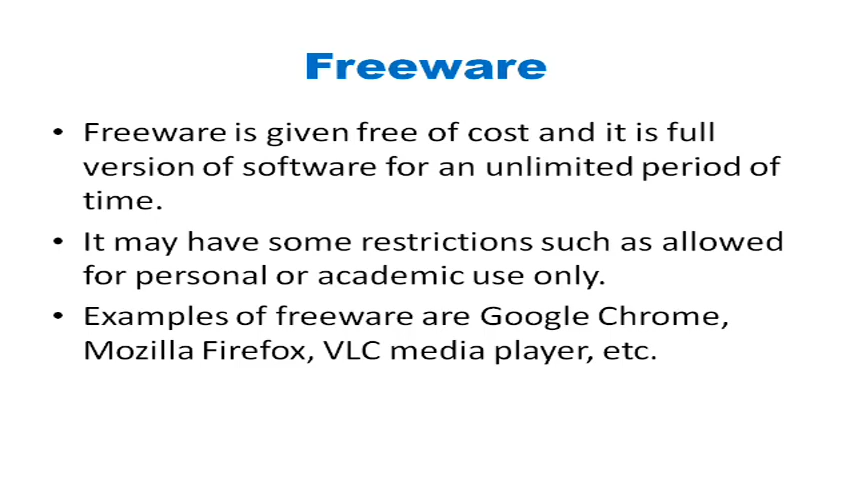 Freeware
• Freeware is given free of cost and it is full
version of software for an unlimited period of
time.
• It may have some restrictions such as allowed
for personal or academic use only.
• Examples of freeware are Google Chrome,
Mozilla Firefox, VLC media player, etc.